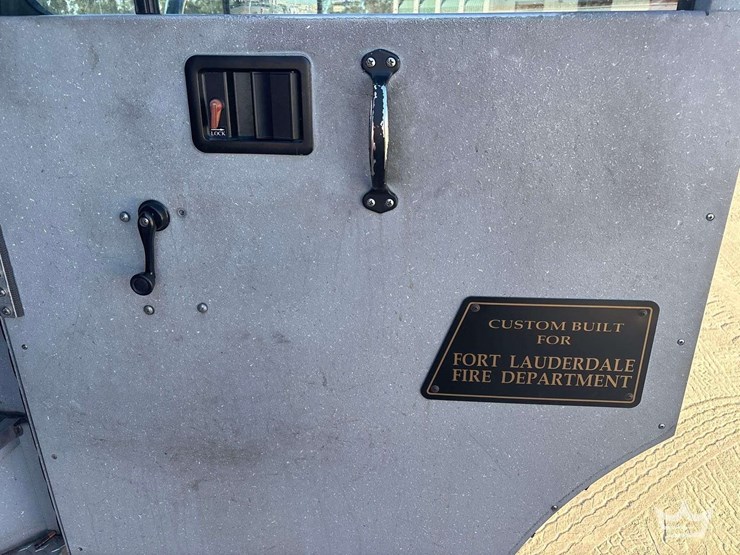 LOCK
CUSTOM BUILT
FOR
FORT LAUDERDALE
FIRE DEPARTMENT